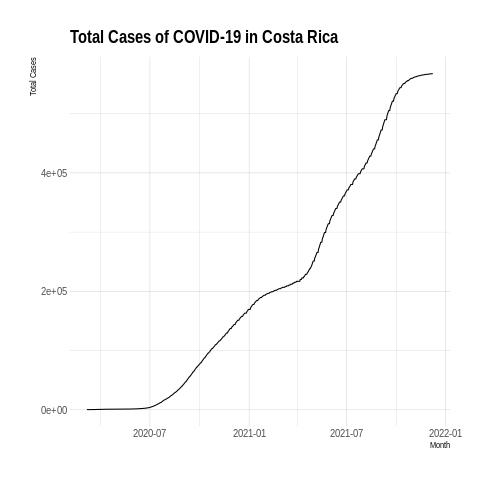 Total Cases of COVID-19 in Costa Rica
Total Cases
4e+05
2e+05
0e+00
2020-07 2021-01 2021-07 2022-01
Month